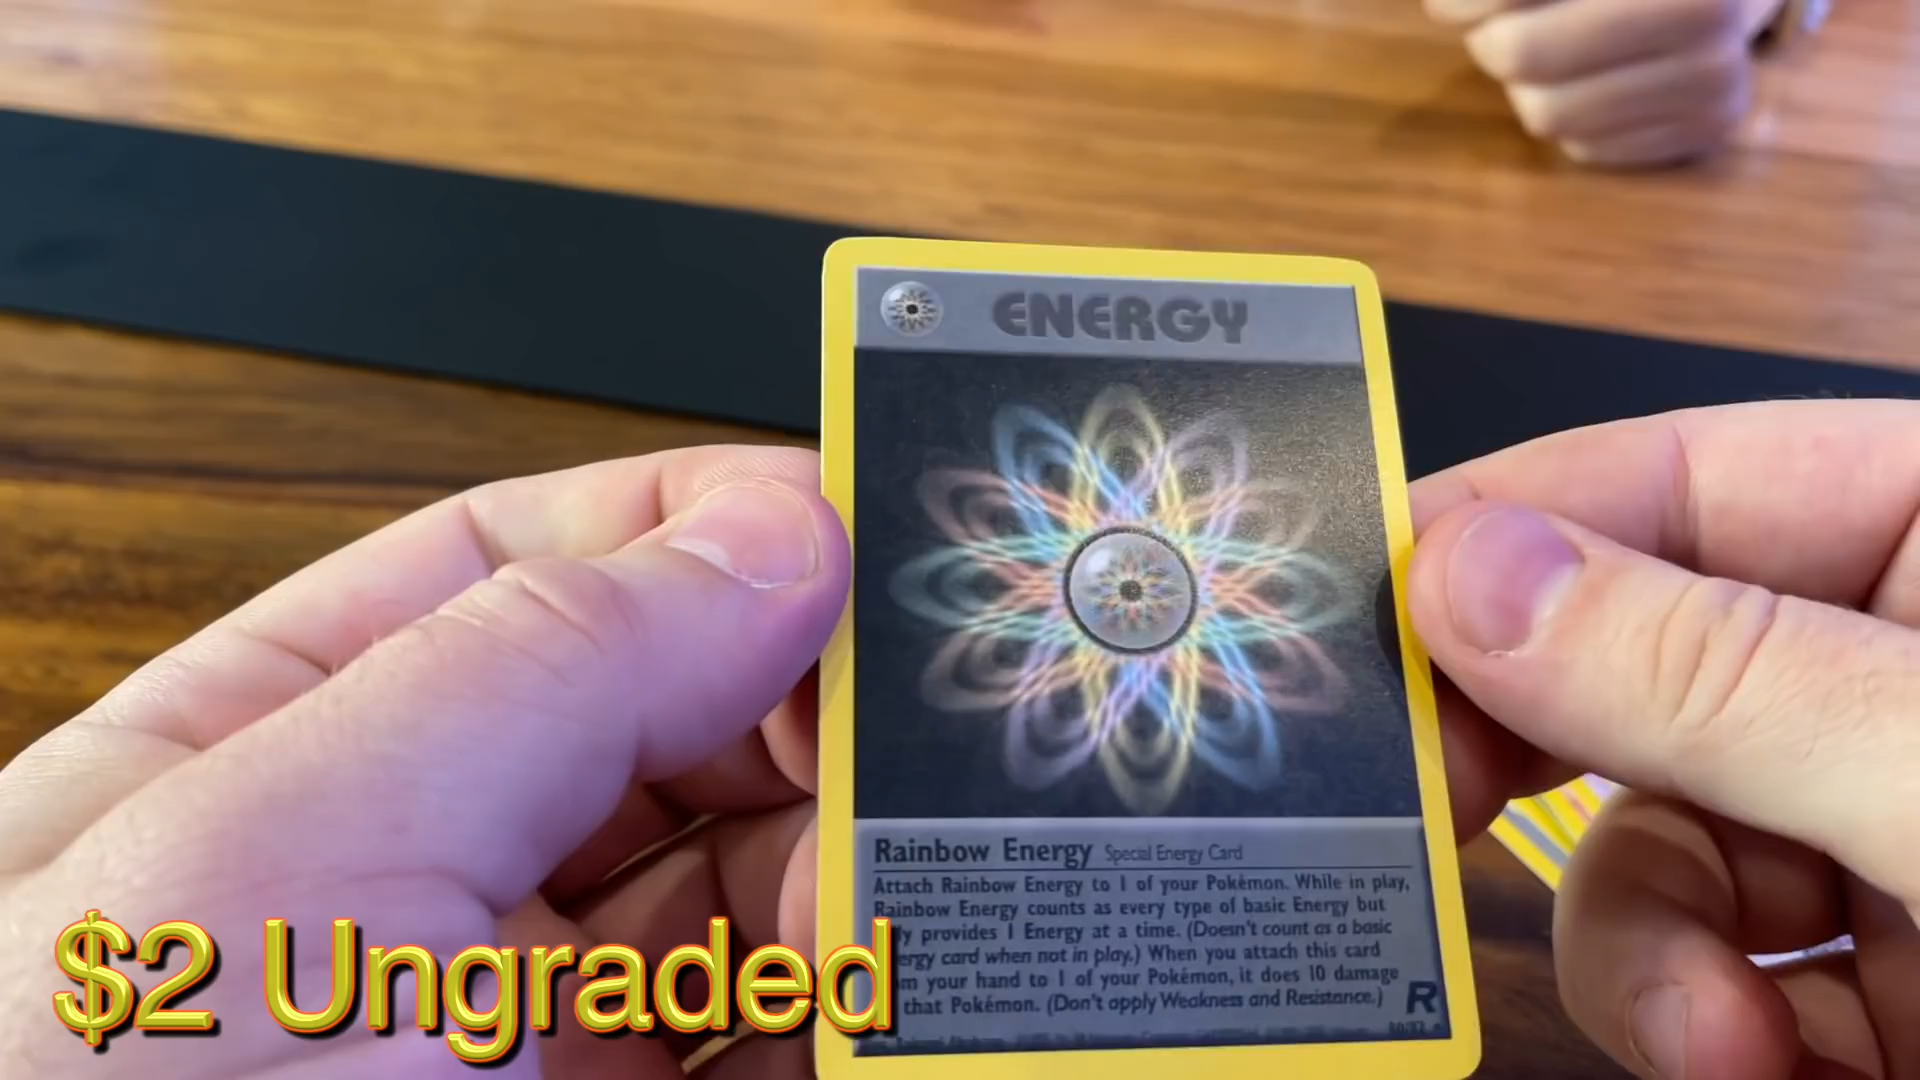 ENERGY
Rainbow Energy Special Energy Card
Attach Rainbow Energy to 1 of your Pokémon. While in play,
Rainbow Energy counts as every type of basic Energy but
ly provides 1 Energy at a time. (Doesn't count as a basic
ergy card when not in play.) When you attach this card
m your hand to 1 of your Pokémon, it does 10 damage
that Pokémon. (Don't apply Weakness and Resistance.)
R
$2 Ungraded